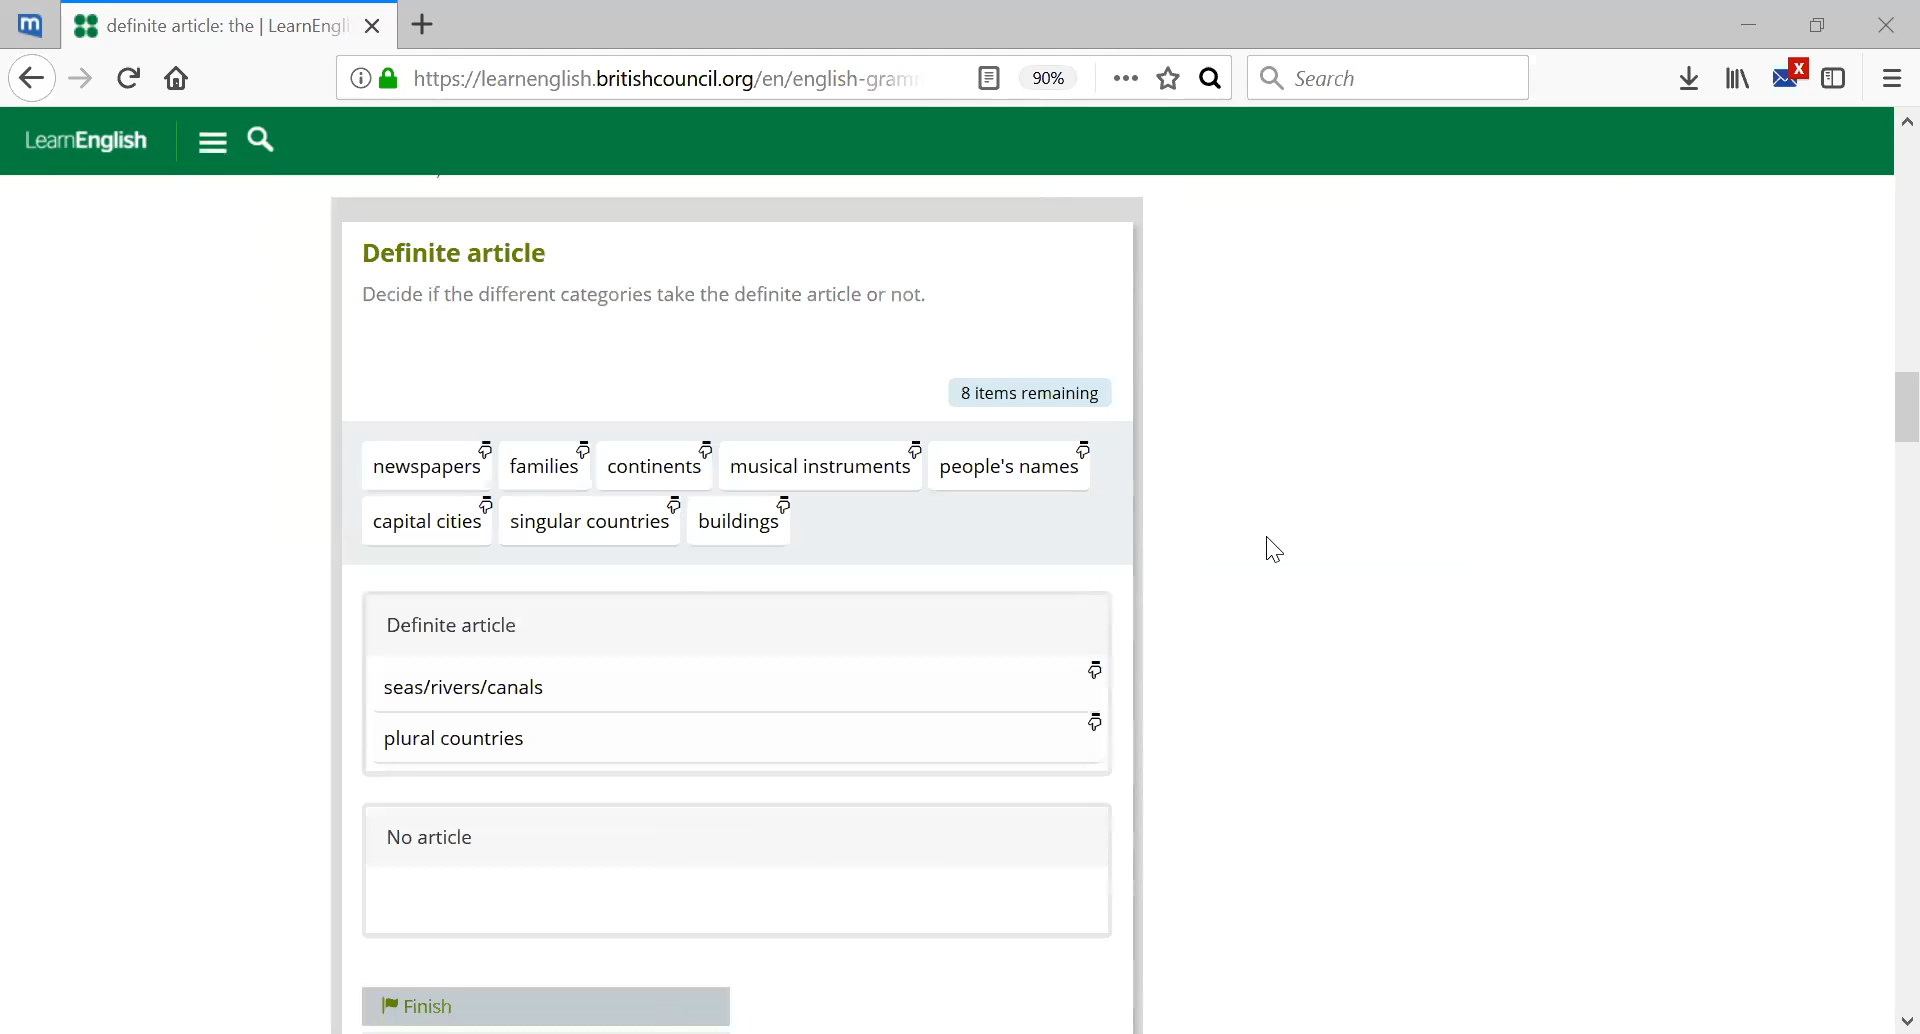 definite article: the | LearnEngli
https://learnenglish.britishcouncil.org/en/english-gram
90%
Search
X
LearnEnglish
Definite article
Decide if the different categories take the definite article or not.
8 items remaining
newspapers families continents musical instruments people's names
capital cities singular countries buildings
Definite article
seas/rivers/canals
plural countries
No article
Finish